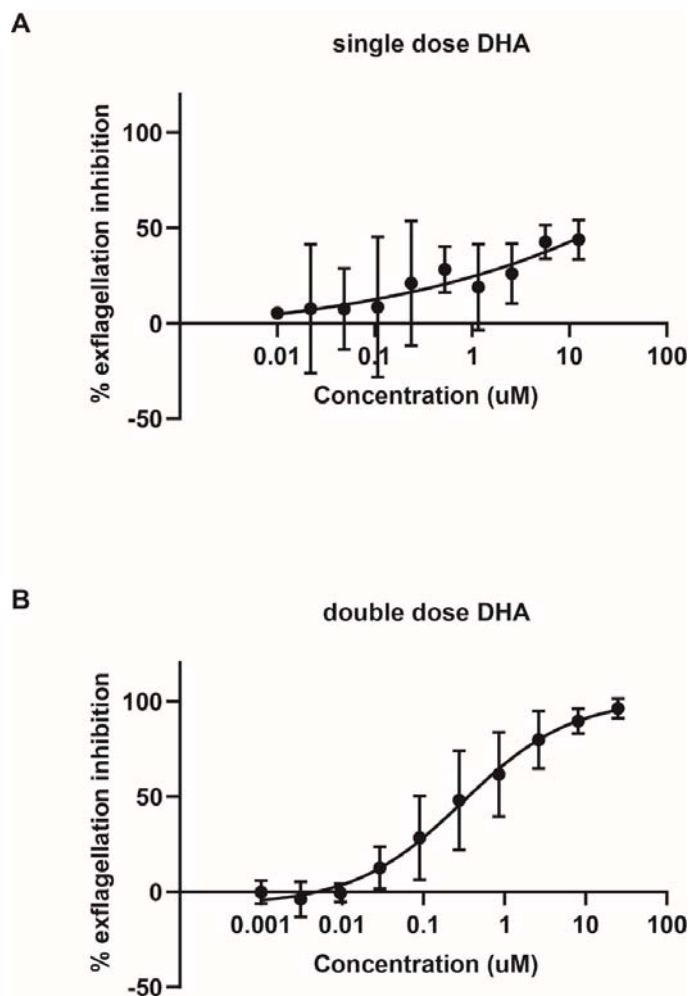 A
single dose DHA
% exflagellation inhibition
100
50
0
-50
0.01 0.1 1 10 100
Concentration (uM)
B
double dose DHA
% exflagellation inhibition
100
50
0
-50
0.001 0.01 0.1 1 10 100
Concentration (uM)